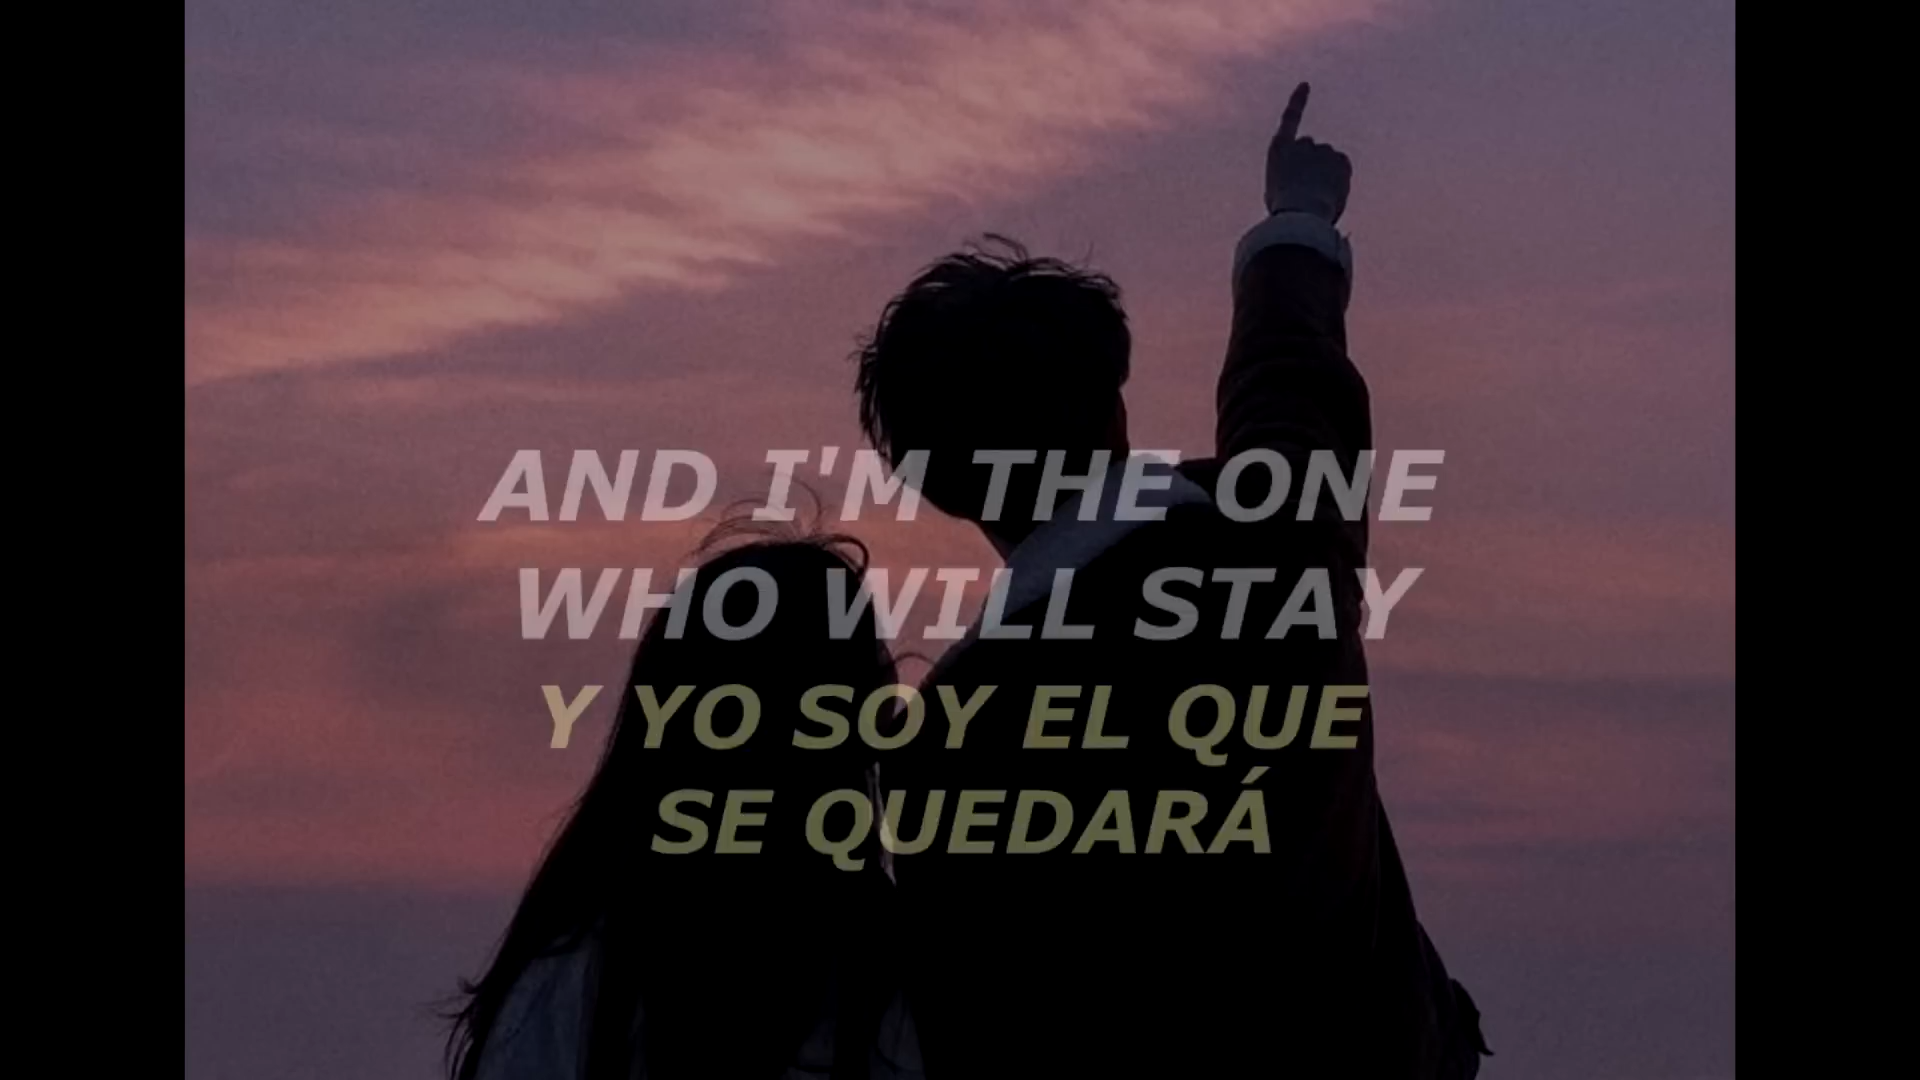 AND I'M THE ONE
WHO WILL STAY
Y YO SOY EL QUE
SE QUEDARÁ